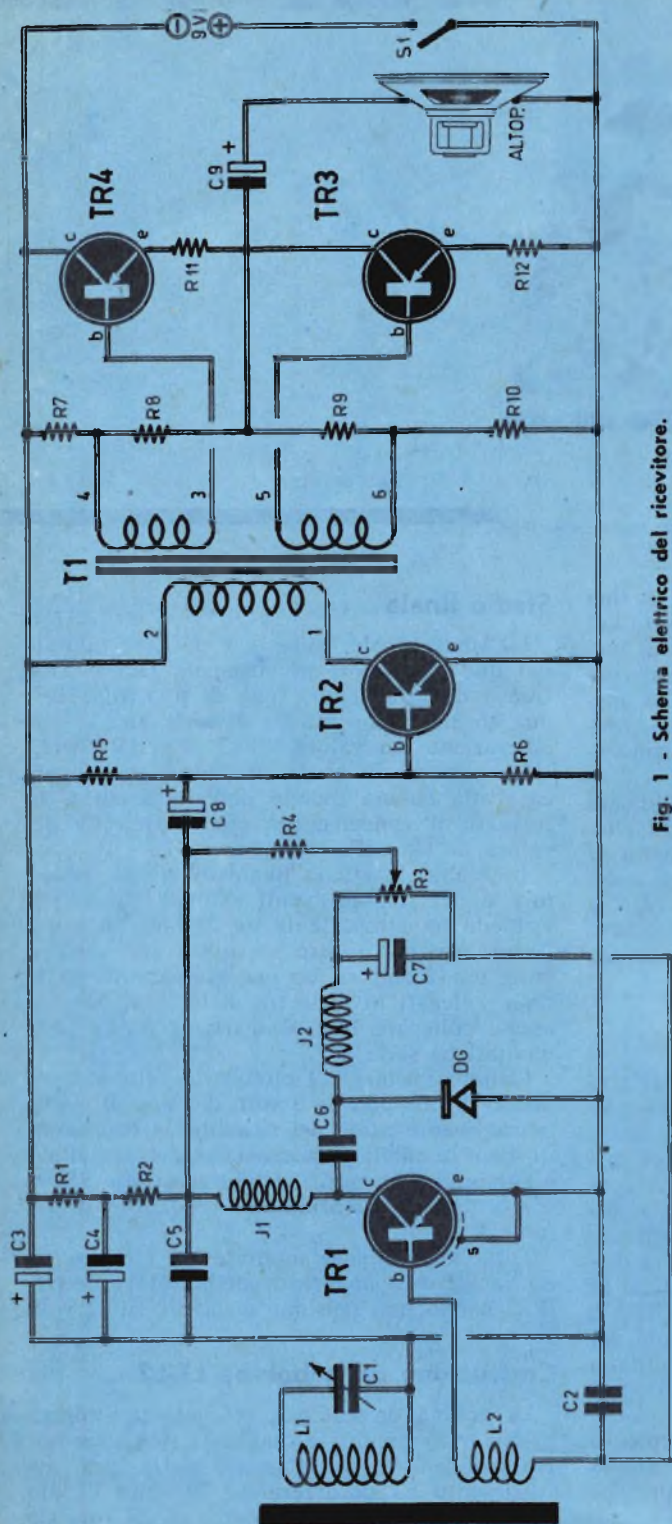 9V
S1
ALTOP.
C9
+
TR4
c
e
b
R11
TR3
c
e
b
R12
R7
R8
R9
R10
4
3
5
6
T1
2
1
TR2
c
e
b
R5
R6
C8
+
R4
R3
C7
+
J2
C6
DG
R1
R2
J1
C3
+
C4
+
C5
TR1
c
e
b
s
C1
L1
L2
C2
Fig. 1 - Schema elettrico del ricevitore.